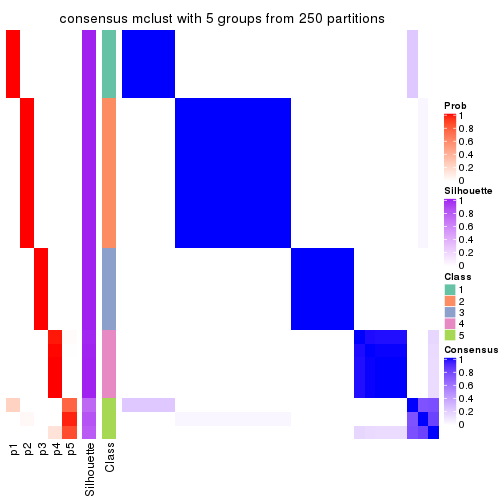 consensus mclust with 5 groups from 250 partitions
Prob
1
0.8
0.6
0.4
0.2
0
Silhouette
1
0.8
0.6
0.4
0.2
0
Class
1
2
3
4
5
Consensus
1
0.8
0.6
0.4
0.2
0
p1
p2
p3
p4
p5
Silhouette
Class